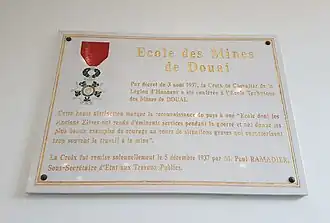 Ecole des Mines
de Douai
Par décret du 3 août 1937, la Croix de Chevalier de la
Légion d'Honneur a été conférée à l'Ecole Technique
des Mines de DOUAI.
Cette haute distinction marque la reconnaissance du pays à une "Ecole dont les
Anciens Elèves ont rendu d'éminents services pendant la guerre et ont donné les
plus beaux exemples de courage au cours de situations graves qui caractérisent
trop souvent le travail à la mine".
La Croix fut remise solennellement le 5 décembre 1937 par M. Paul RAMADIER,
Sous-Secrétaire d'Etat aux Travaux Publics.